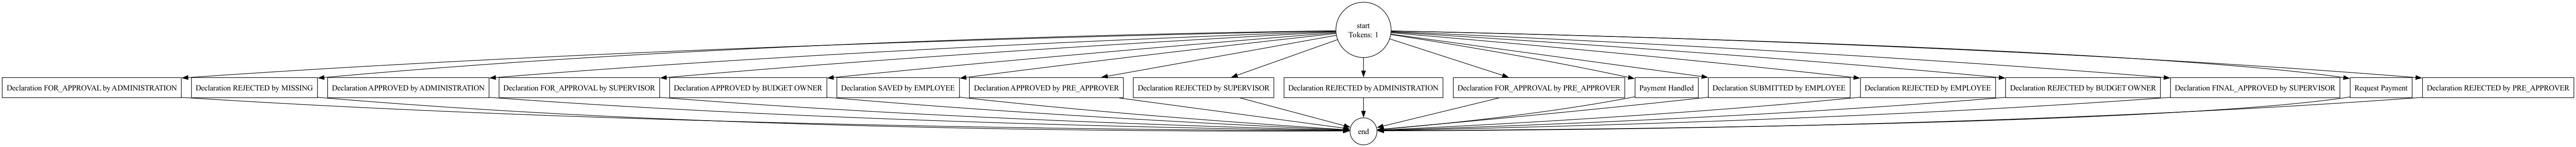 start
Tokens: 1
Declaration FOR_APPROVAL by ADMINISTRATION
Declaration REJECTED by MISSING
Declaration APPROVED by ADMINISTRATION
Declaration FOR_APPROVAL by SUPERVISOR
Declaration APPROVED by BUDGET OWNER
Declaration SAVED by EMPLOYEE
Declaration APPROVED by PRE_APPROVER
Declaration REJECTED by SUPERVISOR
Declaration REJECTED by ADMINISTRATION
Declaration FOR_APPROVAL by PRE_APPROVER
Payment Handled
Declaration SUBMITTED by EMPLOYEE
Declaration REJECTED by EMPLOYEE
Declaration REJECTED by BUDGET OWNER
Declaration FINAL_APPROVED by SUPERVISOR
Request Payment
Declaration REJECTED by PRE_APPROVER
end